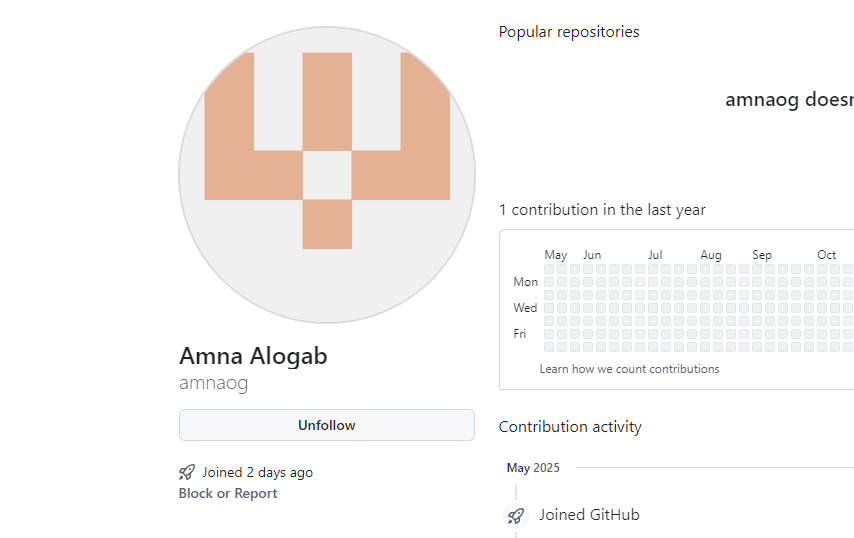 Popular repositories
amnaog doesn
1 contribution in the last year
May Jun Jul Aug Sep Oct
Mon
Wed
Fri
Learn how we count contributions
Amna Alogab
amnaog
Unfollow
Joined 2 days ago
Block or Report
Contribution activity
May 2025
Joined GitHub